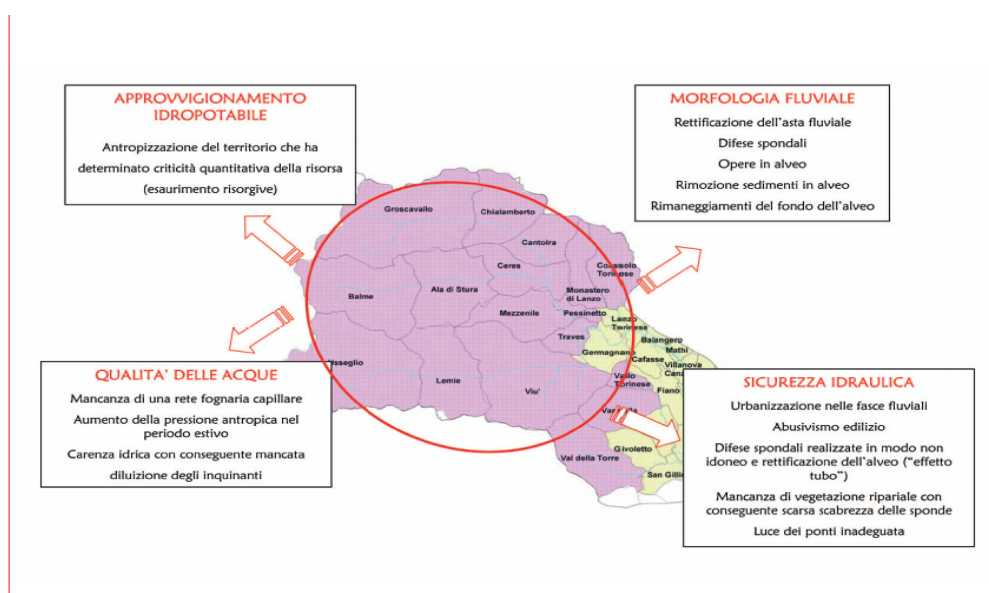 APPROVVIGIONAMENTO
IDROPOTABILE
Antropizzazione del territorio che ha
determinato criticità quantitativa della risorsa
(esaurimento risorgive)
MORFOLOGIA FLUVIALE
Rettificazione dell'asta fluviale
Difese spondali
Opere in alveo
Rimozione sedimenti in alveo
Rimaneggiamenti del fondo dell'alveo
Groscavallo
Chialamberto
Cantoira
Ceres
Coassolo
Torinese
Monastero
di Lanzo
Balme
Ala di Stura
Mezzenile
Pessinetto
Traves
Lanzo
Torinese
Balangero
Mathi
Germagnano
Cafasse
Villanova
Fiano
Lemie
Viu'
Vallo
Torinese
Val della Torre
Givoletto
QUALITA' DELLE ACQUE
Mancanza di una rete fognaria capillare
Aumento della pressione antropica nel
periodo estivo
Carenza idrica con conseguente mancata
diluizione degli inquinanti
SICUREZZA IDRAULICA
Urbanizzazione nelle fasce fluviali
Abusivismo edilizio
Difese spondali realizzate in modo non
idoneo e rettificazione dell'alveo ("effetto
tubo")
Mancanza di vegetazione ripariale con
conseguente scarsa scabrezza delle sponde
Luce dei ponti inadeguata